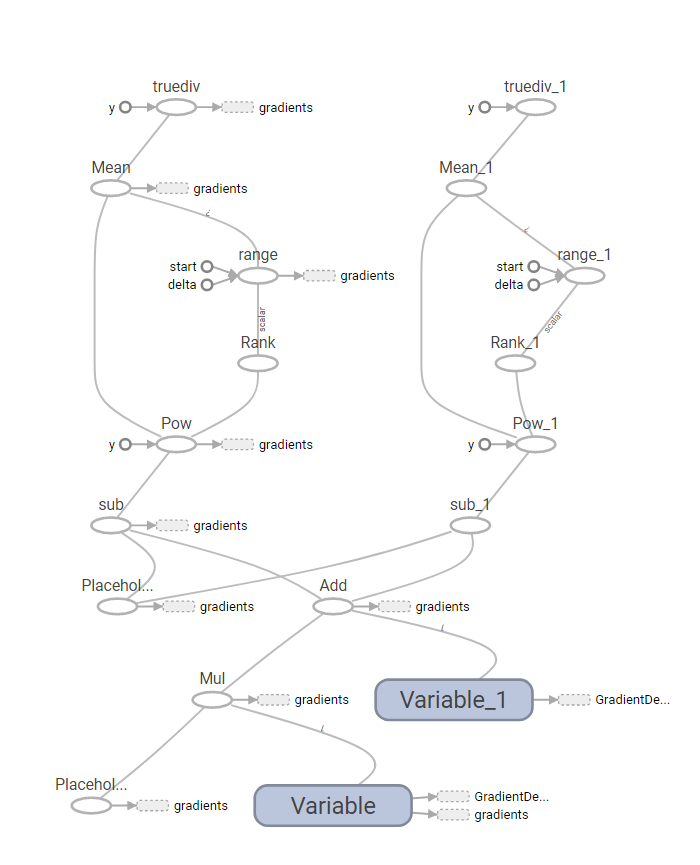 truediv
truediv_1
y
gradients
y
Mean
Mean_1
gradients
range
range_1
start
delta
gradients
start
delta
scalar
scalar
Rank
Rank_1
Pow
Pow_1
y
gradients
y
sub
sub_1
gradients
Placehol...
Add
gradients
gradients
Mul
gradients
Variable_1
GradientDe...
Placehol...
gradients
Variable
GradientDe...
gradients